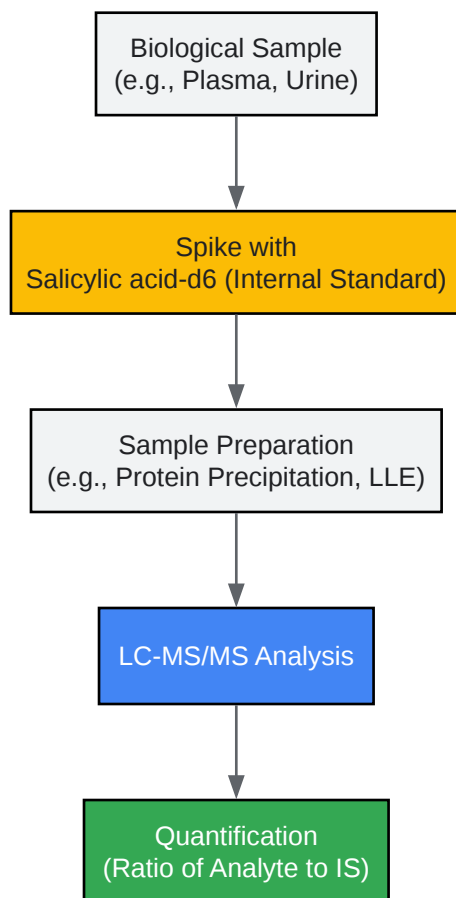 Biological Sample
(e.g., Plasma, Urine)
Spike with
Salicylic acid-d6 (Internal Standard)
Sample Preparation
(e.g., Protein Precipitation, LLE)
LC-MS/MS Analysis
Quantification
(Ratio of Analyte to IS)